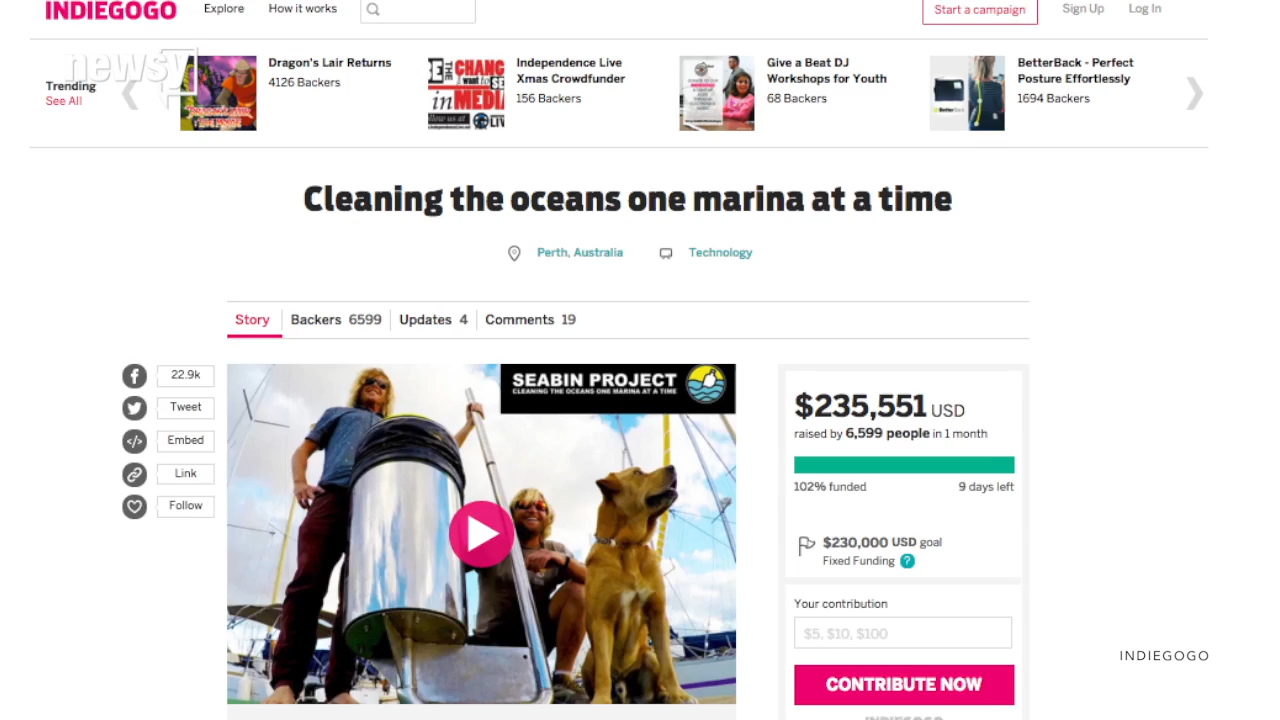 INDIEGOGO
Explore
How it works
Start a campaign
Sign Up
Log In
newsy
Trending
See All
Dragon's Lair Returns
4126 Backers
Independence Live
Xmas Crowdfunder
156 Backers
Give a Beat DJ
Workshops for Youth
68 Backers
BetterBack - Perfect
Posture Effortlessly
1694 Backers
Cleaning the oceans one marina at a time
Perth, Australia
Technology
Story
Backers 6599
Updates 4
Comments 19
22.9k
Tweet
Embed
Link
Follow
SEABIN PROJECT
CLEANING THE OCEANS ONE MARINA AT A TIME
$235,551 USD
raised by 6,599 people in 1 month
102% funded
9 days left
$230,000 USD goal
Fixed Funding ?
Your contribution
$5, $10, $100
CONTRIBUTE NOW
INDIEGOGO